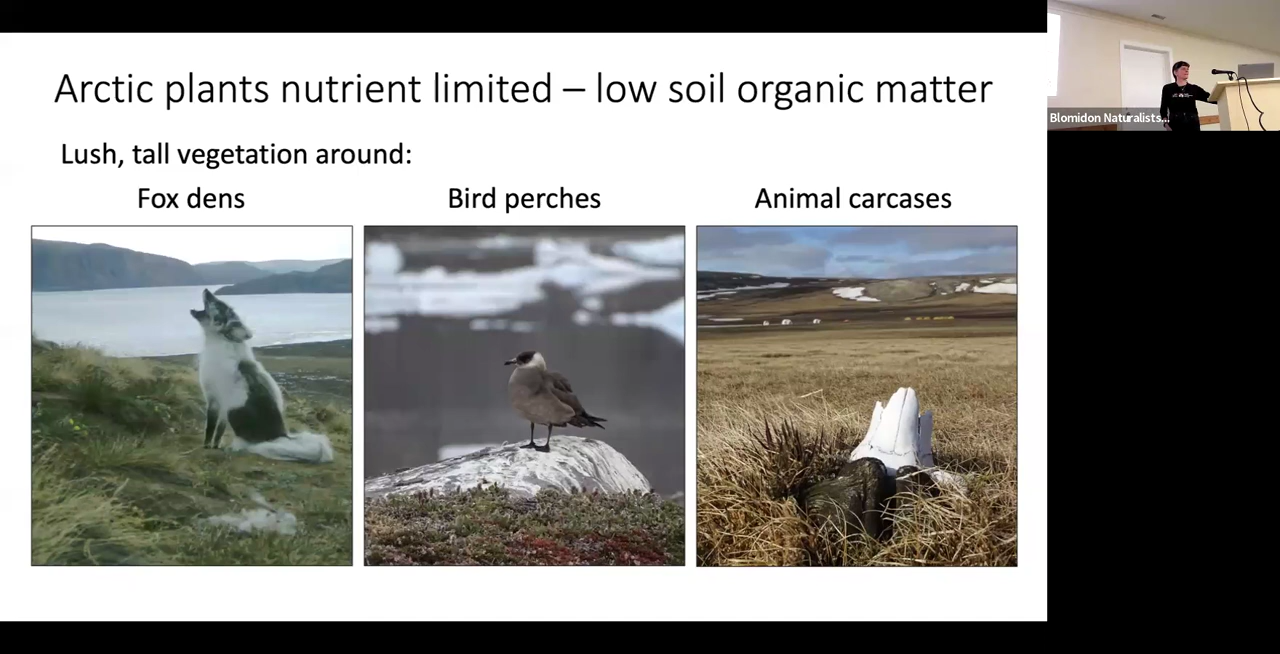 Arctic plants nutrient limited – low soil organic matter
Lush, tall vegetation around:
Fox dens
Bird perches
Animal carcases
Blomidon Naturalists...